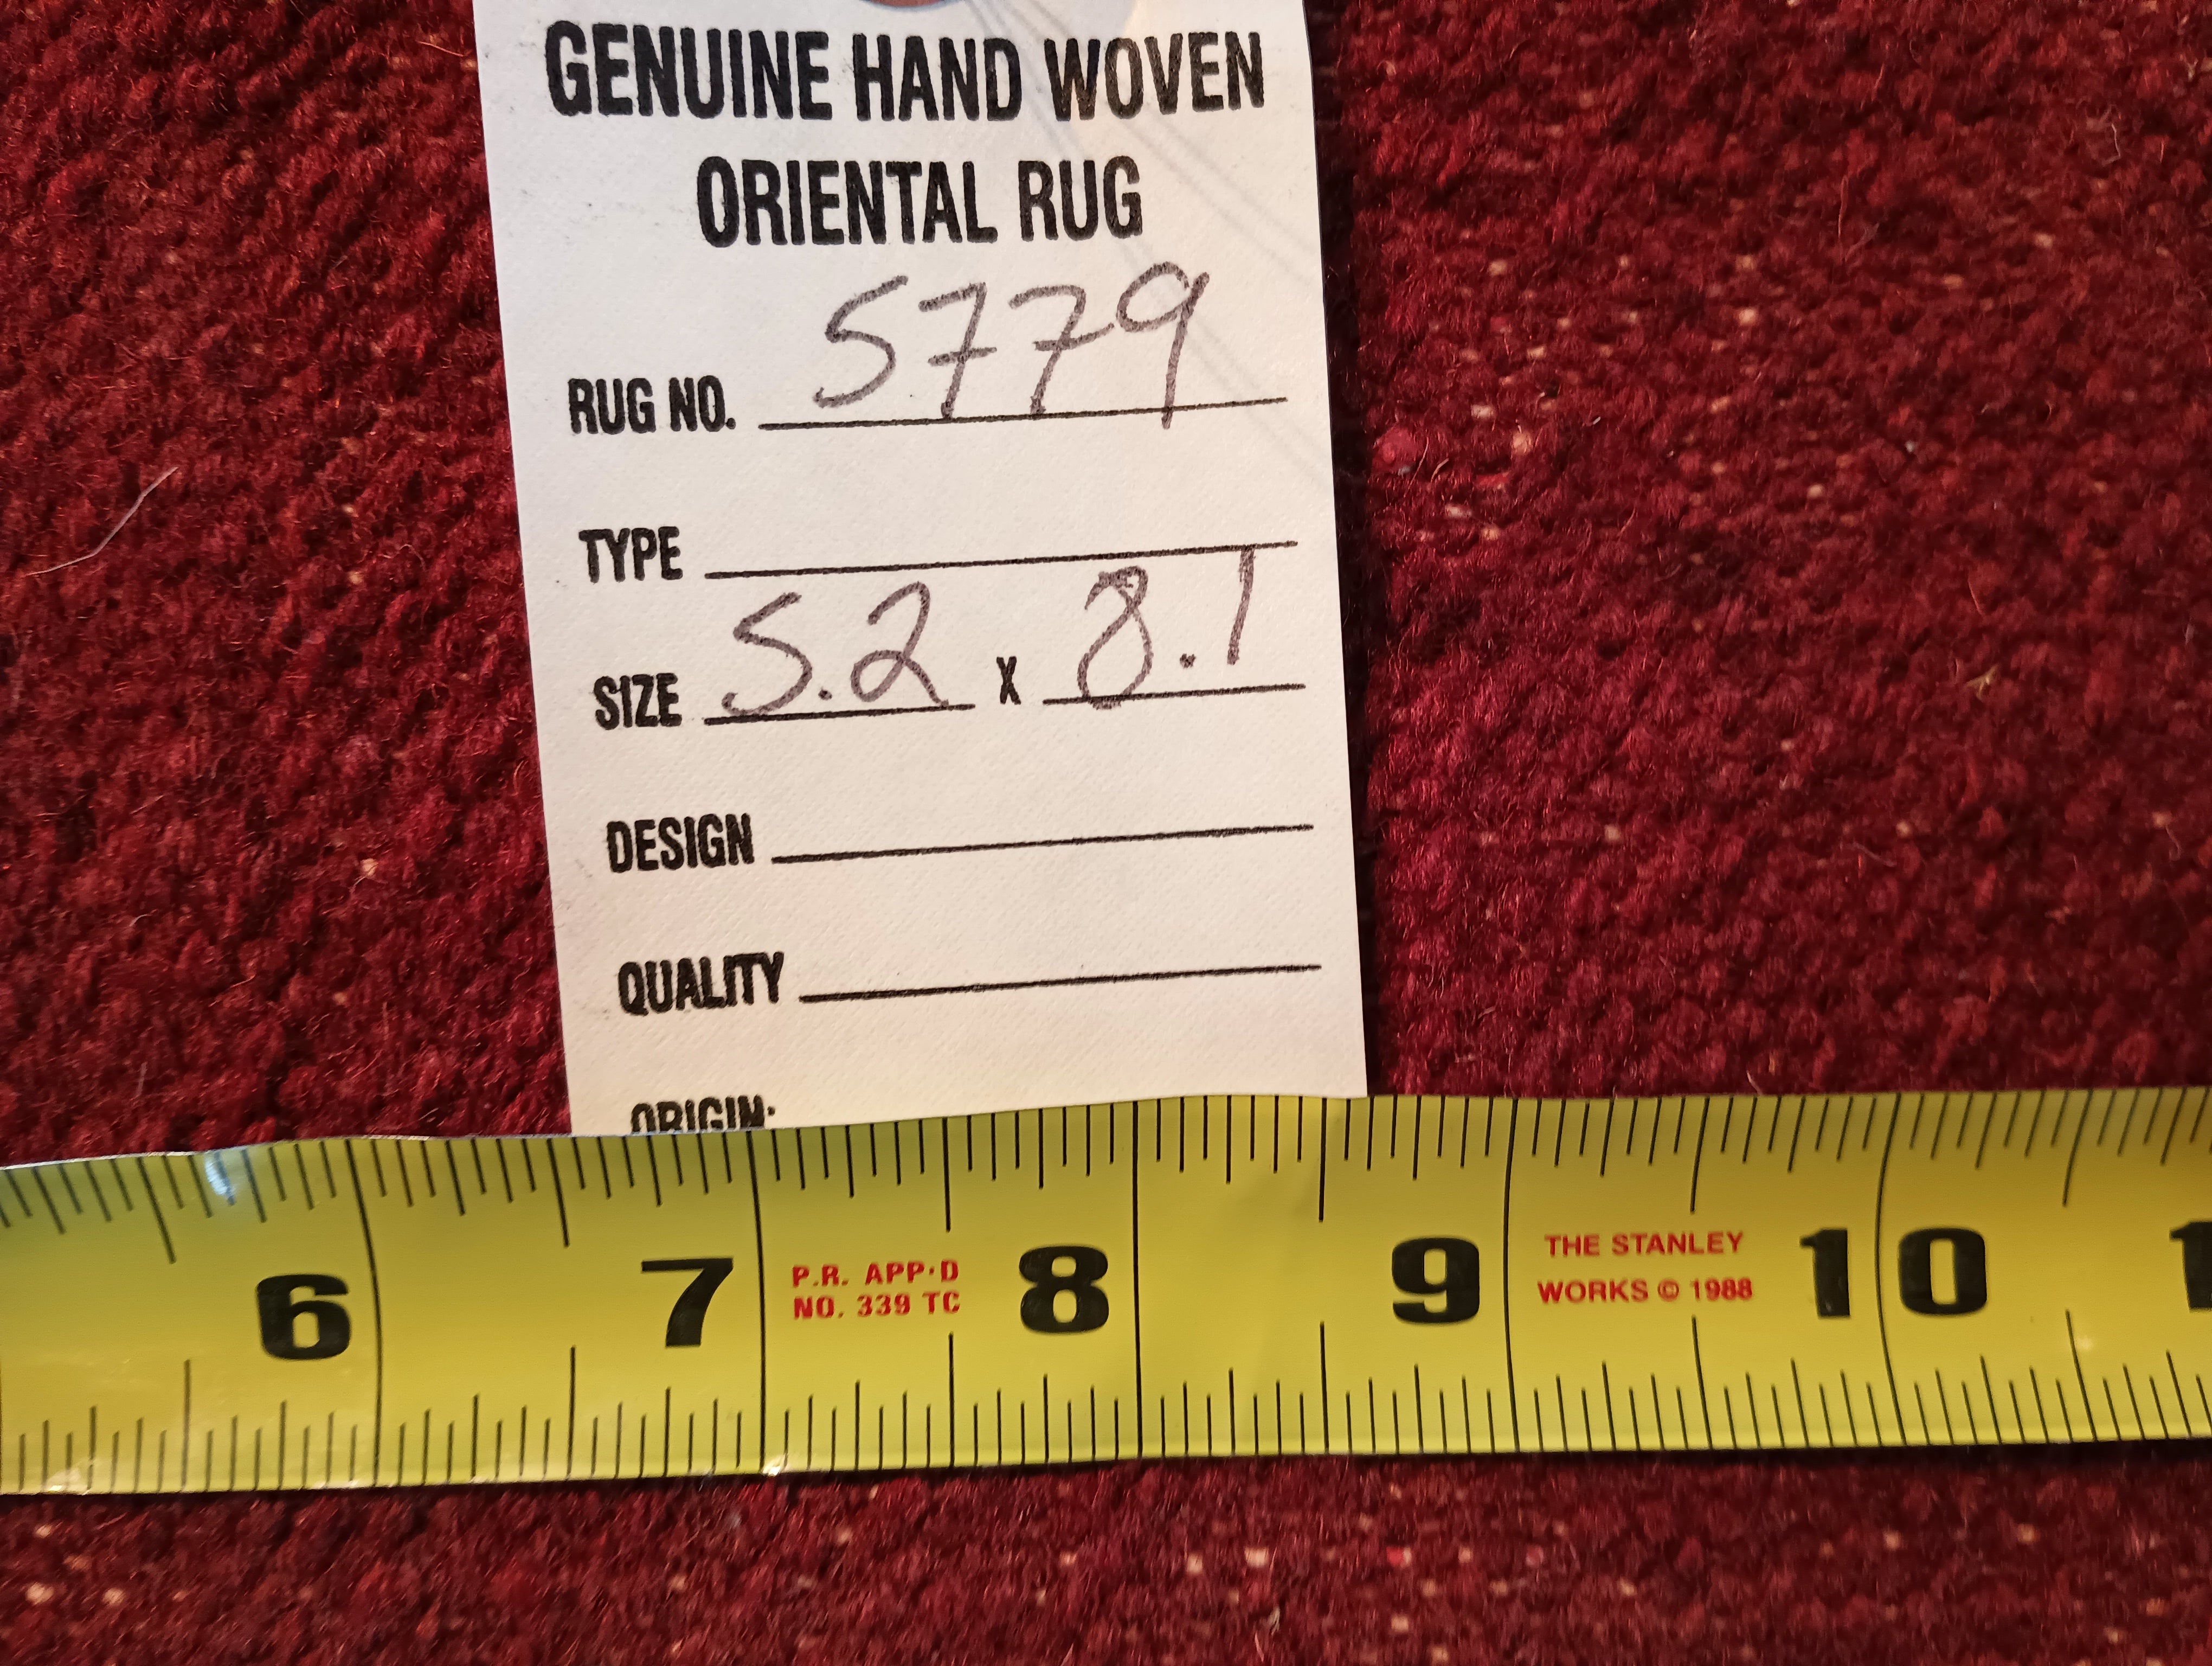 GENUINE HAND WOVEN
ORIENTAL RUG
RUG NO. 5779
TYPE
SIZE 5.2 x 8.1
DESIGN
QUALITY
ORIGIN:
6 7 P.R. APP·D 8 9 THE STANLEY 10
NO. 339 TC WORKS © 1988